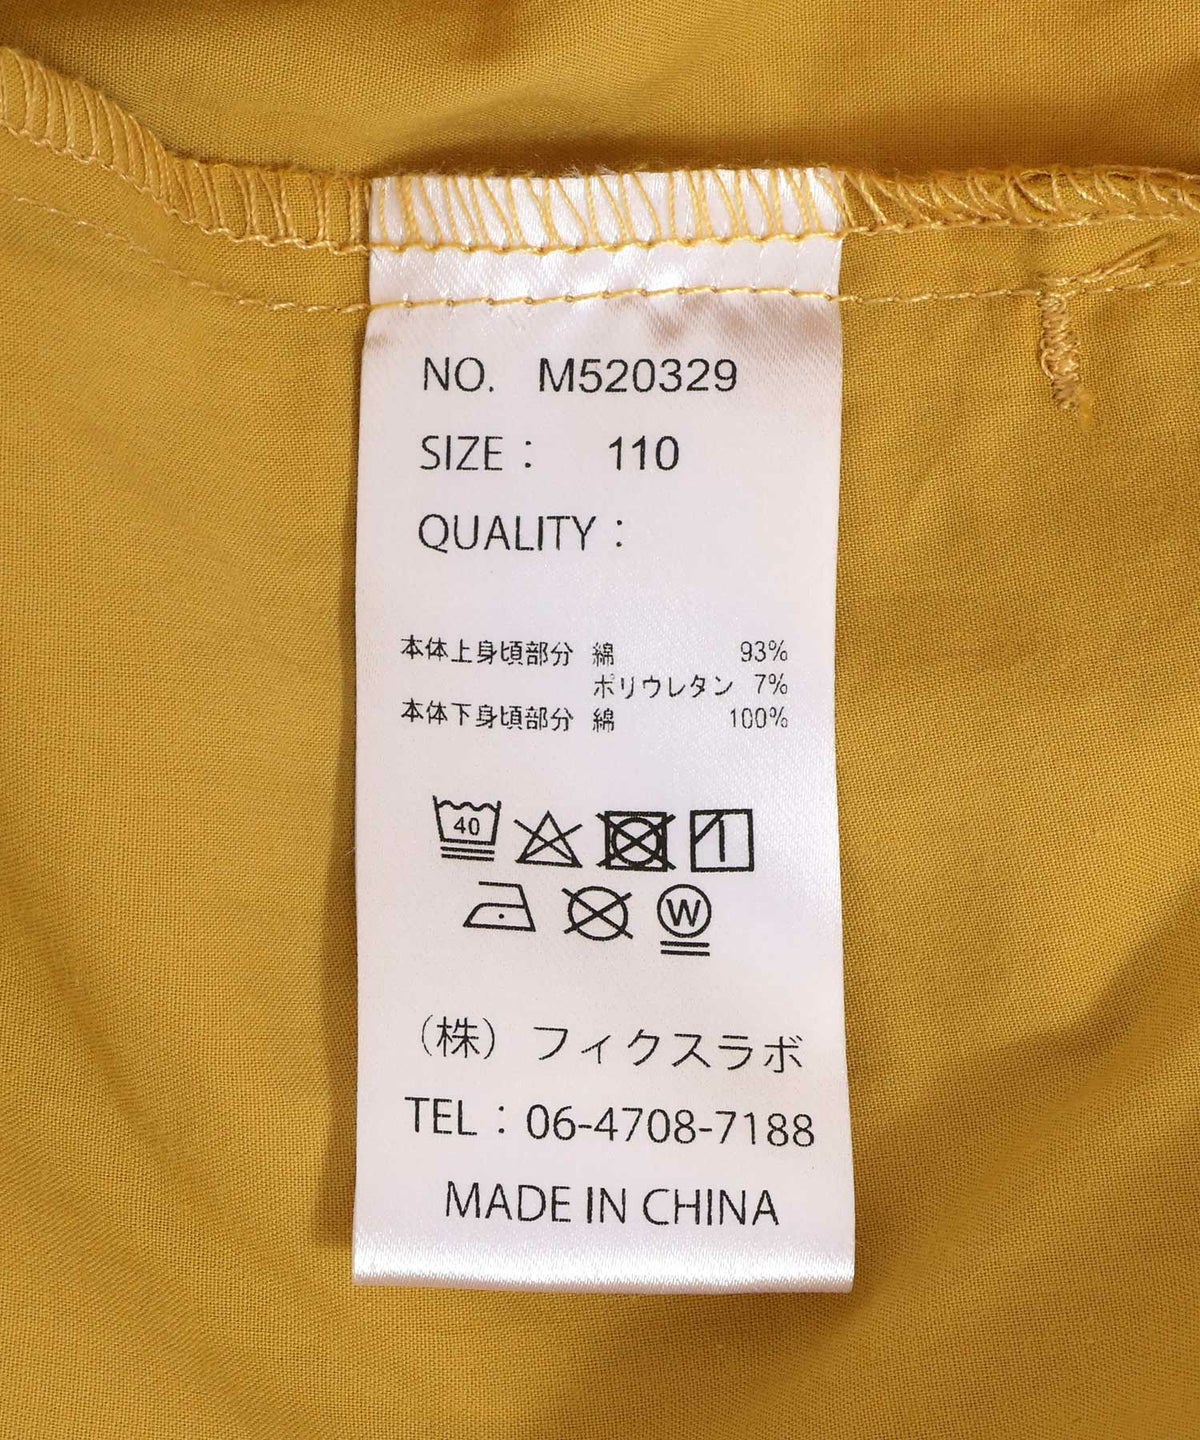 NO. M520329
SIZE： 110
QUALITY：
本体上身頃部分 綿 93%
ポリウレタン 7%
本体下身頃部分 綿 100%
40
W
（株）フィクスラボ
TEL：06-4708-7188
MADE IN CHINA